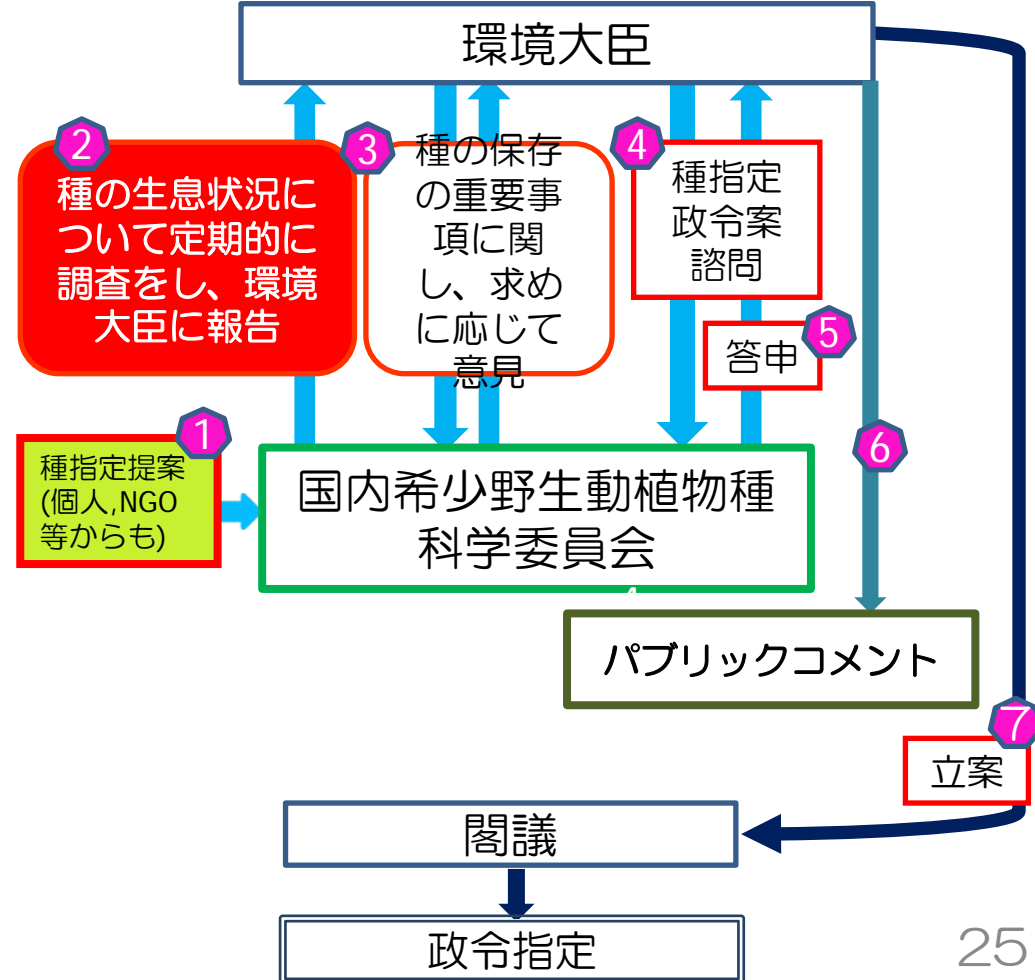 環境大臣
2
種の生息状況に
ついて定期的に
調査をし、環境
大臣に報告
3
種の保存
の重要事
項に関
し、求め
に応じて
意見
4
種指定
政令案
諮問
5
答申
6
1
種指定提案
(個人,NGO
等からも)
国内希少野生動植物種
科学委員会
パブリックコメント
7
立案
閣議
政令指定
25